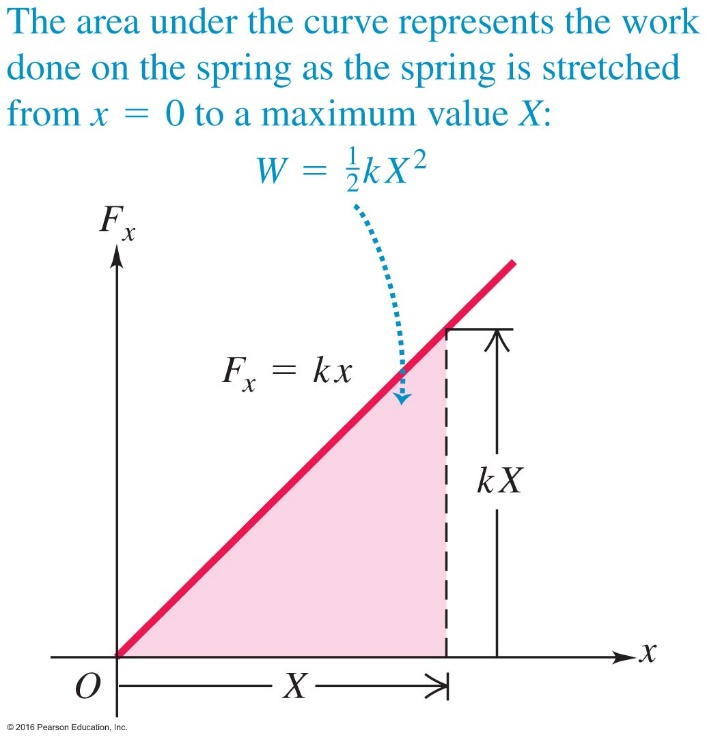 The area under the curve represents the work
done on the spring as the spring is stretched
from x = 0 to a maximum value X:
W = ½kX²
Fₓ
Fₓ = kx
kX
x
O
X
© 2016 Pearson Education, Inc.